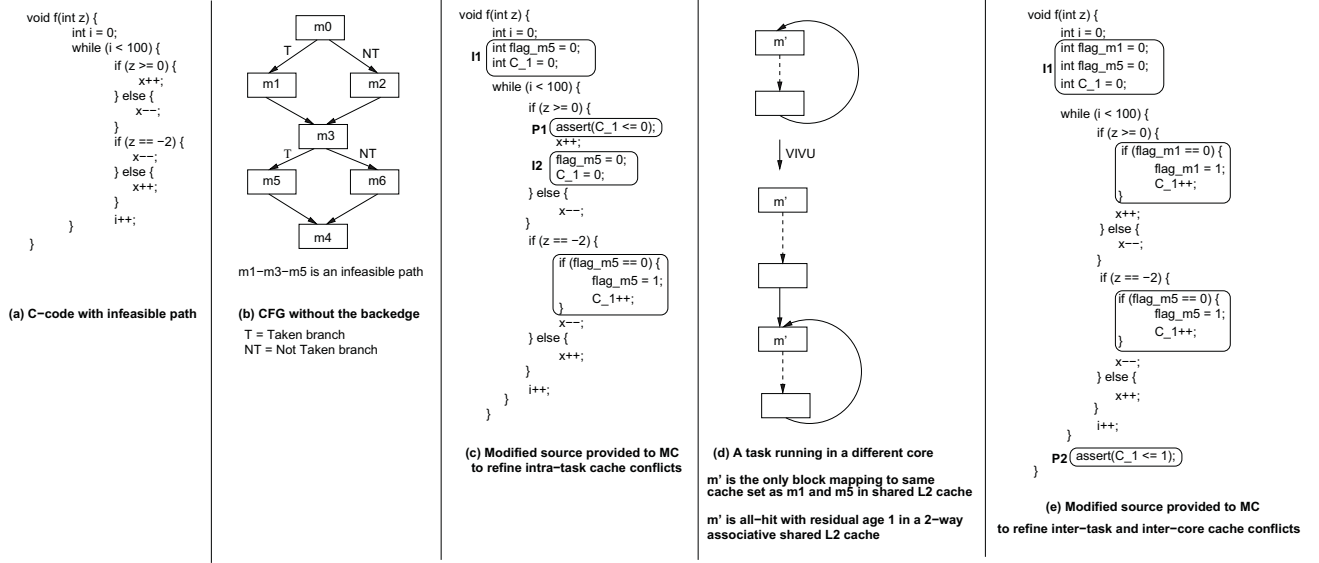 void f(int z) {
int i = 0;
while (i < 100) {
if (z >= 0) {
x++;
} else {
x−−;
}
if (z == −2) {
x−−;
} else {
x++;
}
i++;
}
}
(a) C−code with infeasible path
m0
T
NT
m1
m2
m3
T
NT
m5
m6
m4
m1−m3−m5 is an infeasible path
(b) CFG without the backedge
T = Taken branch
NT = Not Taken branch
void f(int z) {
int i = 0;
I1
int flag_m5 = 0;
int C_1 = 0;
while (i < 100) {
if (z >= 0) {
P1 assert(C_1 <= 0);
x++;
I2
flag_m5 = 0;
C_1 = 0;
} else {
x−−;
}
if (z == −2) {
if (flag_m5 == 0) {
flag_m5 = 1;
C_1++;
}
x−−;
} else {
x++;
}
i++;
}
}
(c) Modified source provided to MC
to refine intra−task cache conflicts
m'
VIVU
m'
m'
(d) A task running in a different core
m' is the only block mapping to same
cache set as m1 and m5 in shared L2 cache
m' is all−hit with residual age 1 in a 2−way
associative shared L2 cache
void f(int z) {
int i = 0;
I1
int flag_m1 = 0;
int flag_m5 = 0;
int C_1 = 0;
while (i < 100) {
if (z >= 0) {
if (flag_m1 == 0) {
flag_m1 = 1;
C_1++;
}
x++;
} else {
x−−;
}
if (z == −2) {
if (flag_m5 == 0) {
flag_m5 = 1;
C_1++;
}
x−−;
} else {
x++;
}
i++;
}
P2 assert(C_1 <= 1);
}
(e) Modified source provided to MC
to refine inter−task and inter−core cache conflicts